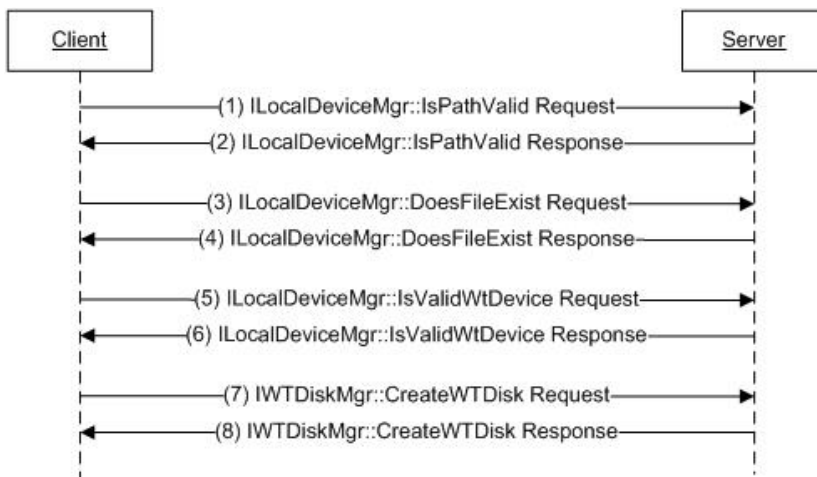 Client
Server
(1) ILocalDeviceMgr::IsPathValid Request
(2) ILocalDeviceMgr::IsPathValid Response
(3) ILocalDeviceMgr::DoesFileExist Request
(4) ILocalDeviceMgr::DoesFileExist Response
(5) ILocalDeviceMgr::IsValidWtDevice Request
(6) ILocalDeviceMgr::IsValidWtDevice Response
(7) IWTDiskMgr::CreateWTDisk Request
(8) IWTDiskMgr::CreateWTDisk Response